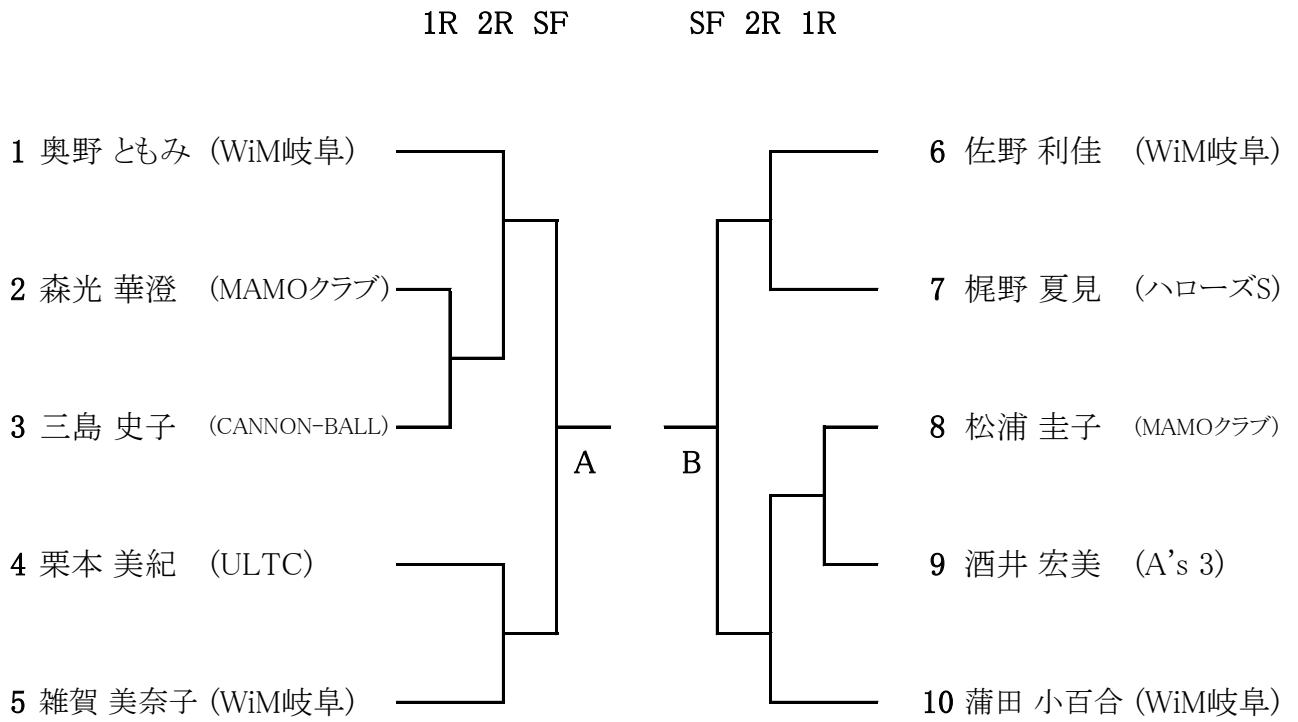 1R 2R SF SF 2R 1R
1 奥野 ともみ (WiM岐阜) 6 佐野 利佳 (WiM岐阜)
2 森光 華澄 (MAMOクラブ) 7 梶野 夏見 (ハローズS)
3 三島 史子 (CANNON-BALL) 8 松浦 圭子 (MAMOクラブ)
A B
4 栗本 美紀 (ULTC) 9 酒井 宏美 (A's 3)
5 雑賀 美奈子 (WiM岐阜) 10 蒲田 小百合 (WiM岐阜)